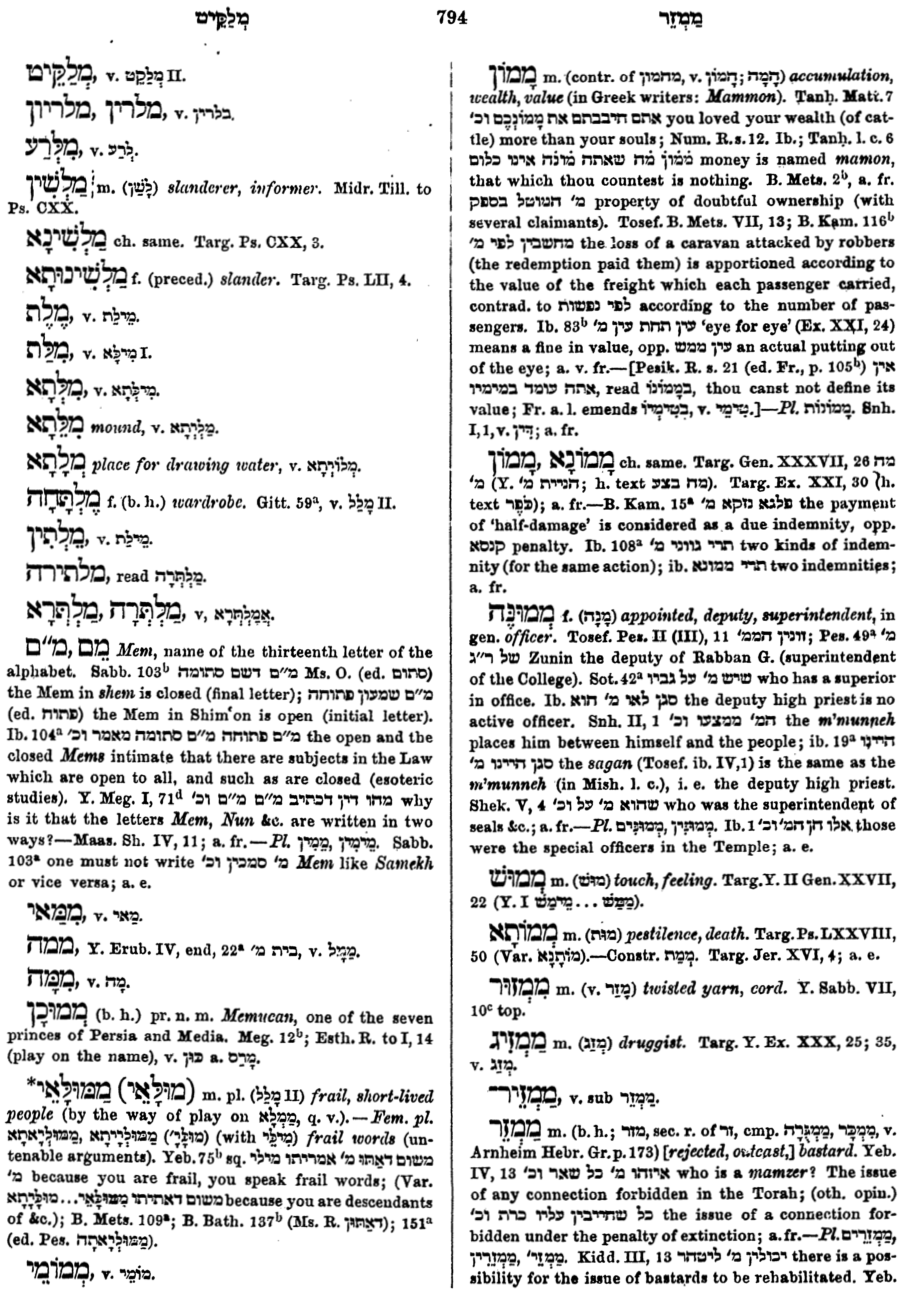 מְלַקֵּים
794
מַמְזֵר
מְלַקֵּיט, v. מְלַקֵּט II.
מלרין, מלריון, v. בלרין.
מִלְּרַע, v. לְרַע.
מַלְשִׁין m. (לָשַׁן) slanderer, informer. Midr. Till. to
Ps. CXX.
מַלְשִׁינָא ch. same. Targ. Ps. CXX, 3.
מַלְשִׁינוּתָא f. (preced.) slander. Targ. Ps. LII, 4.
מֶלֶת, v. מֵילַת.
מִלַּת, v. מִילָּא I.
מִלְּתָא, v. מִילְּתָא.
מִלֵּתָא mound, v. מִלְּיְתָא.
מְלָתָא place for drawing water, v. מְלוֹיְתָא.
מֶלְתָּחָה f. (b. h.) wardrobe. Gitt. 59ᵃ, v. מָלַל II.
מֶלְתִין, v. מֵילַת.
מלתירה, read מַלְתְּרָה.
מַלְתְּרָה, מַלְתְּרָא, v, אֲמַלְתְּרָא.
מֵם, מ״ם Mem, name of the thirteenth letter of the
alphabet. Sabb. 103ᵇ מ״ם דשם סתומה Ms. O. (ed. סתום)
the Mem in shem is closed (final letter); מ״ם שמעון פתוחה
(ed. פתוח) the Mem in Shim‘on is open (initial letter).
Ib. 104ᵃ מ״ם פתוחה מ״ם סתומה מאמר וכ׳ the open and the
closed Mems intimate that there are subjects in the Law
which are open to all, and such as are closed (esoteric
studies). Y. Meg. I, 71ᵈ מהו דין דכתיב מ״ם מ״ם וכ׳ why
is it that the letters Mem, Nun &c. are written in two
ways?—Maas. Sh. IV, 11; a. fr.—Pl. מֵימִין, מֵמִין. Sabb.
103ᵃ one must not write מ׳ סמכין וכ׳ Mem like Samekh
or vice versa; a. e.
מִמַּאי, v. מַאי.
ממה, Y. Erub. IV, end, 22ᵃ בית מ׳, v. מָמָל.
מִמָּה, v. מָה.
מְמוּכָן (b. h.) pr. n. m. Memucan, one of the seven
princes of Persia and Media. Meg. 12ᵇ; Esth. R. to I, 14
(play on the name), v. כּוּן a. מָרַס.
*מַמּוּלָאֵי (מוּלָאֵי) m. pl. (מָלַל II) frail, short-lived
people (by the way of play on מַמְלָא, q. v.).—Fem. pl.
מַמּוּלָיָיתָא, מַמּוּלָיָאתָא (מוּלָ׳) (with מִילֵּי) frail words (un-
tenable arguments). Yeb. 75ᵇ sq. משום דאתו מ׳ אמריתו מילי
מ׳ because you are frail, you speak frail words; (Var.
משום דאתיתו מִמּוּלָאֵי...מוּלָיָיתָא because you are descendants
of &c.); B. Mets. 109ᵃ; B. Bath. 137ᵇ (Ms. R. דאתון); 151ᵃ
(ed. Pes. מַמּוּלְיָאתָה).
מְמוֹמֵי, v. מוֹמֵי.
מָמוֹן m. (contr. of מהמון, v. הָמוֹן; הָמָה) accumulation,
wealth, value (in Greek writers: Mammon). Tanḥ. Matt. 7
אתם חיבבתם את מָמוֹנְכֶם וכ׳ you loved your wealth (of cat-
tle) more than your souls; Num. R. s. 12. Ib.; Tanḥ. l. c. 6
מָמוֹן מה שאתה מונה אינו כלום money is named mamon,
that which thou countest is nothing. B. Mets. 2ᵇ, a. fr.
מ׳ המוטל בספק property of doubtful ownership (with
several claimants). Tosef. B. Mets. VII, 13; B. Kam. 116ᵇ
מחשבין לפי מ׳ the loss of a caravan attacked by robbers
(the redemption paid them) is apportioned according to
the value of the freight which each passenger carried,
contrad. to לפי נפשות according to the number of pas-
sengers. Ib. 83ᵇ עין תחת עין מ׳ ‘eye for eye’ (Ex. XXI, 24)
means a fine in value, opp. עין ממש an actual putting out
of the eye; a. v. fr.—[Pesik. R. s. 21 (ed. Fr., p. 105ᵇ) אין
אתה עומד במימיו, read בְּמָמוֹנוֹ, thou canst not define its
value; Fr. a. l. emends בְּטִימָיו, v. טִימֵי.]—Pl. מָמוֹנוֹת. Snh.
I, 1, v. דִּין; a. fr.
מָמוֹן, מָמוֹנָא ch. same. Targ. Gen. XXXVII, 26 מה
מ׳ (Y. הניית מ׳; h. text מה בצע). Targ. Ex. XXI, 30 (h.
text כֹּפֶר); a. fr.—B. Kam. 15ᵃ פלגא נזקא מ׳ the payment
of ‘half-damage’ is considered as a due indemnity, opp.
קנסא penalty. Ib. 108ᵃ תרי גווני מ׳ two kinds of indem-
nity (for the same action); ib. תרי ממונא two indemnities;
a. fr.
מְמוּנֶּה f. (מָנָה) appointed, deputy, superintendent, in
gen. officer. Tosef. Pes. II (III), 11 זונין הממ׳; Pes. 49ᵃ מ׳
של ר״ג Zunin the deputy of Rabban G. (superintendent
of the College). Sot. 42ᵃ שיש מ׳ על גביו who has a superior
in office. Ib. סגן לאו מ׳ הוא the deputy high priest is no
active officer. Snh. II, 1 המ׳ ממצעו וכ׳ the m’munneh
places him between himself and the people; ib. 19ᵃ היינו
סגן היינו מ׳ the sagan (Tosef. ib. IV,1) is the same as the
m’munneh (in Mish. l. c.), i. e. the deputy high priest.
Shek. V, 4 שהוא מ׳ על וכ׳ who was the superintendent of
seals &c.; a. fr.—Pl. מְמוּנִּים, מְמוּנִּין. Ib. 1 אלו הן המ׳ וכ׳ those
were the special officers in the Temple; a. e.
מִמּוּשׁ m. (מוּשׁ) touch, feeling. Targ. Y. II Gen. XXVII,
22 (Y. I מֵימַשׁ ... מְמַשׁ).
מְמוֹתָא m. (מוּת) pestilence, death. Targ. Ps. LXXVIII,
50 (Var. מוֹתָנָא).—Constr. מְמַת. Targ. Jer. XVI, 4; a. e.
מִמְזוּר m. (v. מָזַר) twisted yarn, cord. Y. Sabb. VII,
10ᶜ top.
מַמְזִיג m. (מְזַג) druggist. Targ. Y. Ex. XXX, 25; 35,
v. מְזַג.
מַמְזֵיר, v. sub מַמְזֵר.
מַמְזֵר m. (b. h.; מזר, sec. r. of זר, cmp. מַמְכָּר, מַמְּגֻרָה, v.
Arnheim Hebr. Gr. p. 173) [rejected, outcast,] bastard. Yeb.
IV, 13 איזהו מ׳ כל שאר וכ׳ who is a mamzer? The issue
of any connection forbidden in the Torah; (oth. opin.)
כל שחייבין עליו כרת וכ׳ the issue of a connection for-
bidden under the penalty of extinction; a. fr.—Pl. מַמְזֵרִים,
מַמְזֵרִין, מַמְזֵי׳. Kidd. III, 13 יכולין מ׳ ליטהר there is a pos-
sibility for the issue of bastards to be rehabilitated. Yeb.